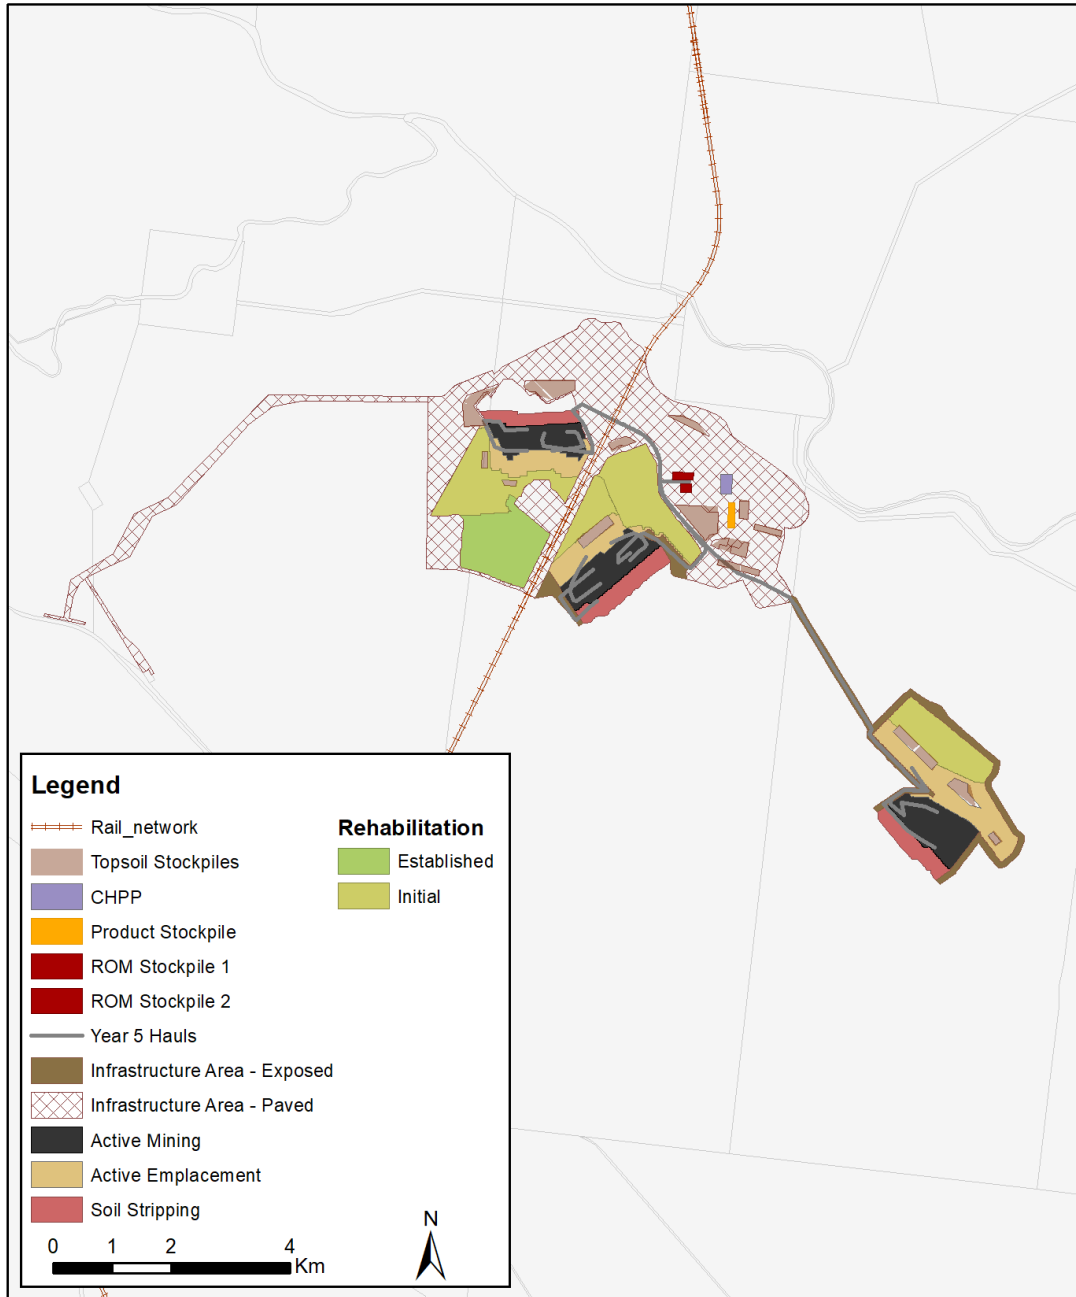 Legend
Rail_network
Topsoil Stockpiles
CHPP
Product Stockpile
ROM Stockpile 1
ROM Stockpile 2
Year 5 Hauls
Infrastructure Area - Exposed
Infrastructure Area - Paved
Active Mining
Active Emplacement
Soil Stripping
Rehabilitation
Established
Initial
0 1 2 4
Km
N